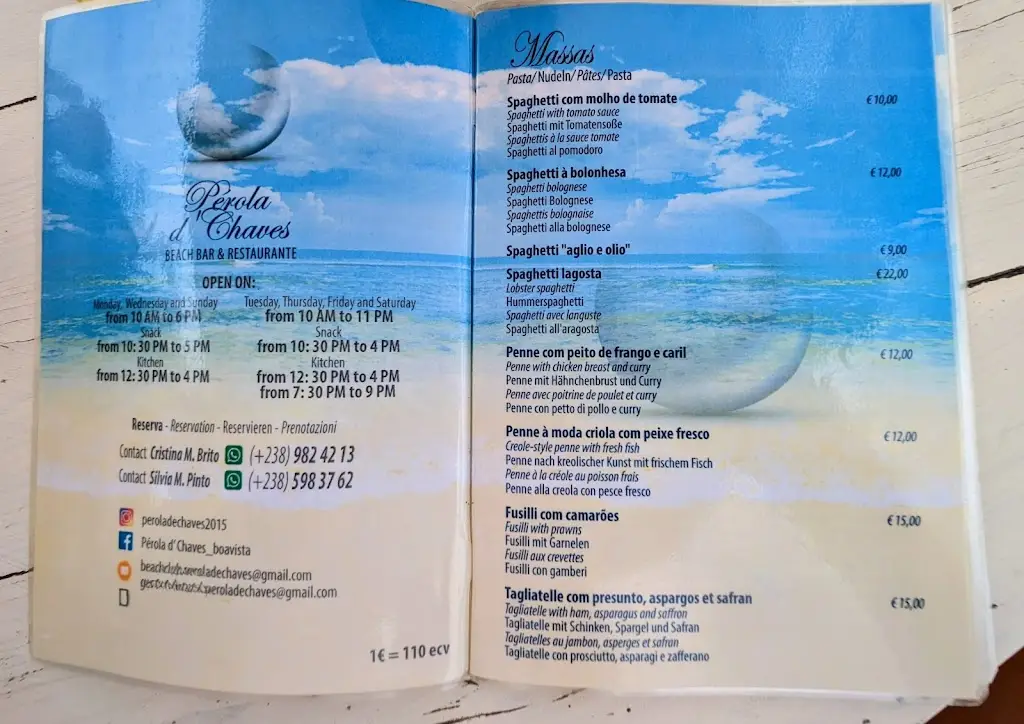 Pérola
d'Chaves
BEACH BAR & RESTAURANTE
OPEN ON:
Monday, Wednesday and Sunday
from 10 AM to 6 PM
Snack
from 10: 30 PM to 5 PM
Kitchen
from 12: 30 PM to 4 PM
Tuesday, Thursday, Friday and Saturday
from 10 AM to 11 PM
Snack
from 10: 30 PM to 4 PM
Kitchen
from 12: 30 PM to 4 PM
from 7: 30 PM to 9 PM
Reserva - Reservation - Reservieren - Prenotazioni
Contact Cristina M. Brito (+238) 982 42 13
Contact Silvia M. Pinto (+238) 598 37 62
peroladechaves2015
Pérola d' Chaves_boavista
1€ = 110 ecv
Massas
Pasta/ Nudeln/ Pâtes/ Pasta
Spaghetti com molho de tomate € 10,00
Spaghetti with tomato sauce
Spaghetti mit Tomatensoße
Spaghettis à la sauce tomate
Spaghetti al pomodoro
Spaghetti à bolonhesa € 12,00
Spaghetti bolognese
Spaghetti Bolognese
Spaghettis bolognaise
Spaghetti alla bolognese
Spaghetti "aglio e olio" € 9,00
Spaghetti lagosta €22,00
Lobster spaghetti
Hummerspaghetti
Spaghetti avec languste
Spaghetti all'aragosta
Penne com peito de frango e caril € 12,00
Penne with chicken breast and curry
Penne mit Hähnchenbrust und Curry
Penne avec poitrine de poulet et curry
Penne con petto di pollo e curry
Penne à moda criola com peixe fresco € 12,00
Creole-style penne with fresh fish
Penne nach kreolischer Kunst mit frischem Fisch
Penne à la créole au poisson frais
Penne alla creola con pesce fresco
Fusilli com camarões € 15,00
Fusilli with prawns
Fusilli mit Garnelen
Fusilli aux crevettes
Fusilli con gamberi
Tagliatelle com presunto, aspargos et safran € 15,00
Tagliatelle with ham, asparagus and saffron
Tagliatelle mit Schinken, Spargel und Safran
Tagliatelles au jambon, asperges et safran
Tagliatelle con prosciutto, asparagi e zafferano